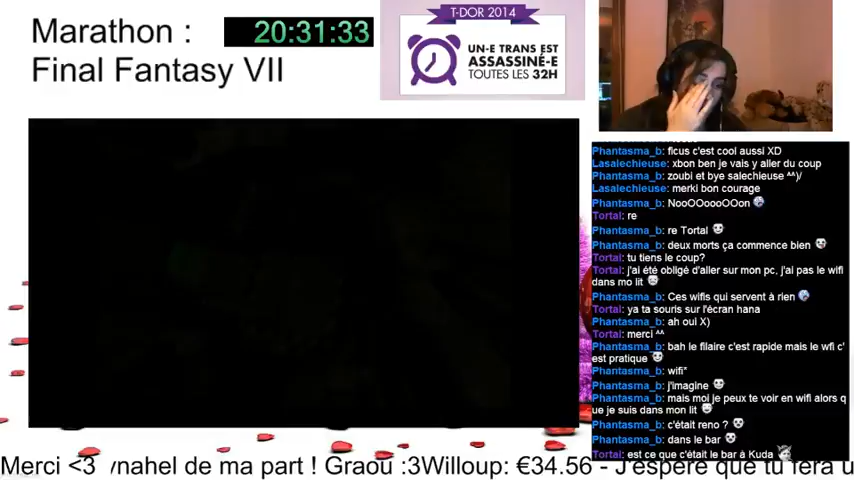 Marathon :
Final Fantasy VII
20:31:33
T-DOR 2014
UN-E TRANS EST
ASSASSINÉ-E
TOUTES LES 32H
Phantasma_b: ficus c'est cool aussi XD
Lasalechieuse: xbon ben je vais y aller du coup
Phantasma_b: zoubi et bye salechieuse ^^)/
Lasalechieuse: merki bon courage
Phantasma_b: NooOOoooOOon
Tortal: re
Phantasma_b: re Tortal
Phantasma_b: deux morts ça commence bien
Tortal: tu tiens le coup?
Tortal: j'ai été obligé d'aller sur mon pc, j'ai pas le wifi
dans mo lit
Phantasma_b: Ces wifis qui servent à rien
Tortal: ya ta souris sur l'écran hana
Phantasma_b: ah oui X)
Tortal: merci ^^
Phantasma_b: bah le filaire c'est rapide mais le wfi c'
est pratique
Phantasma_b: wifi*
Phantasma_b: j'imagine
Phantasma_b: mais moi je peux te voir en wifi alors q
ue je suis dans mon lit
Phantasma_b: c'était reno ?
Phantasma_b: dans le bar
Tortal: est ce que c'était le bar à Kuda
Merci <3 ynahel de ma part ! Graou :3Willoup: €34.56 - J'espère que tu fera u